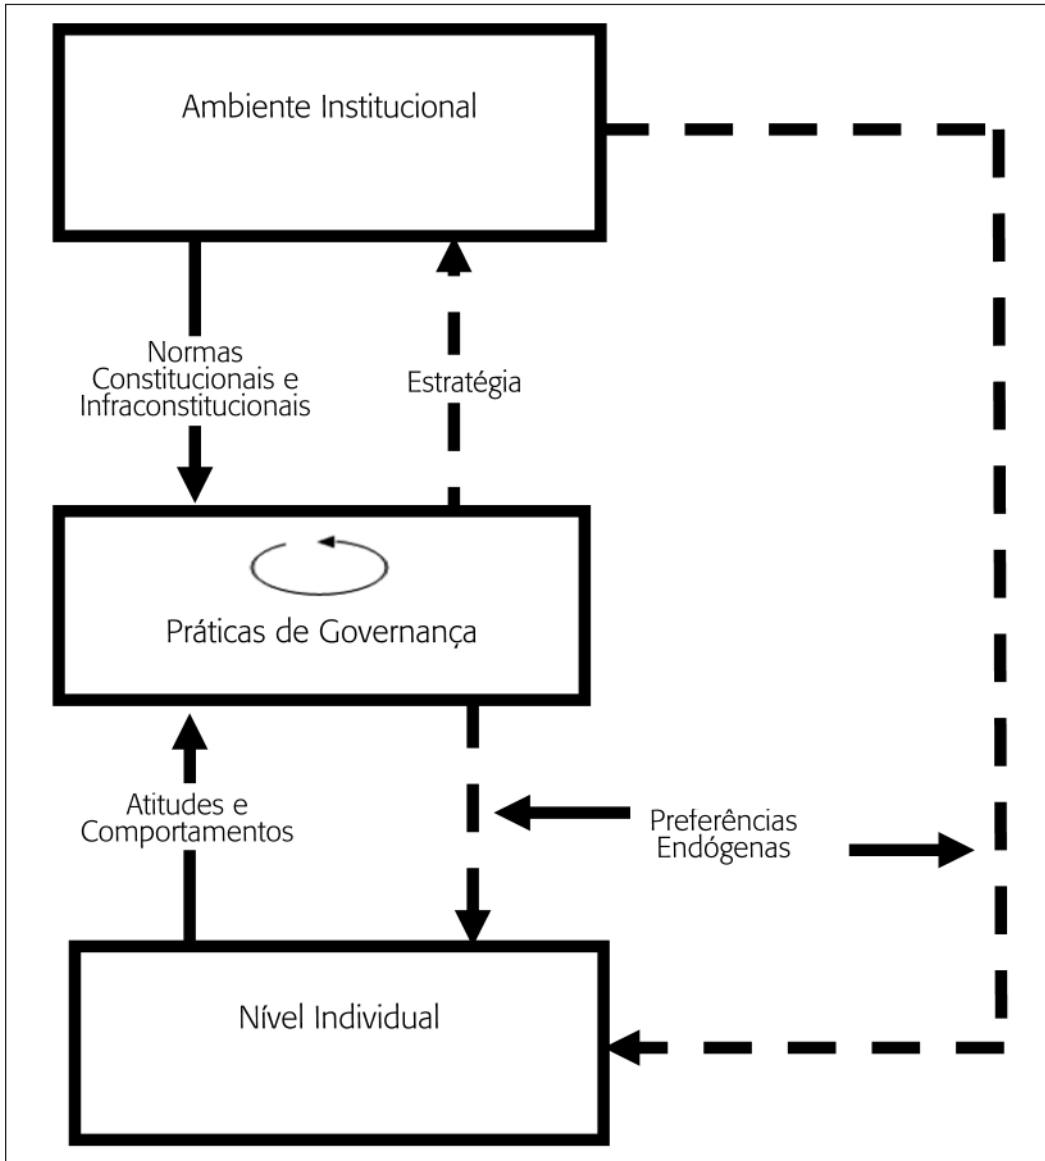 Ambiente Institucional
Normas
Constitucionais e
Infraconstitucionais
Estratégia
Práticas de Governança
Atitudes e
Comportamentos
Preferências
Endógenas
Nível Individual